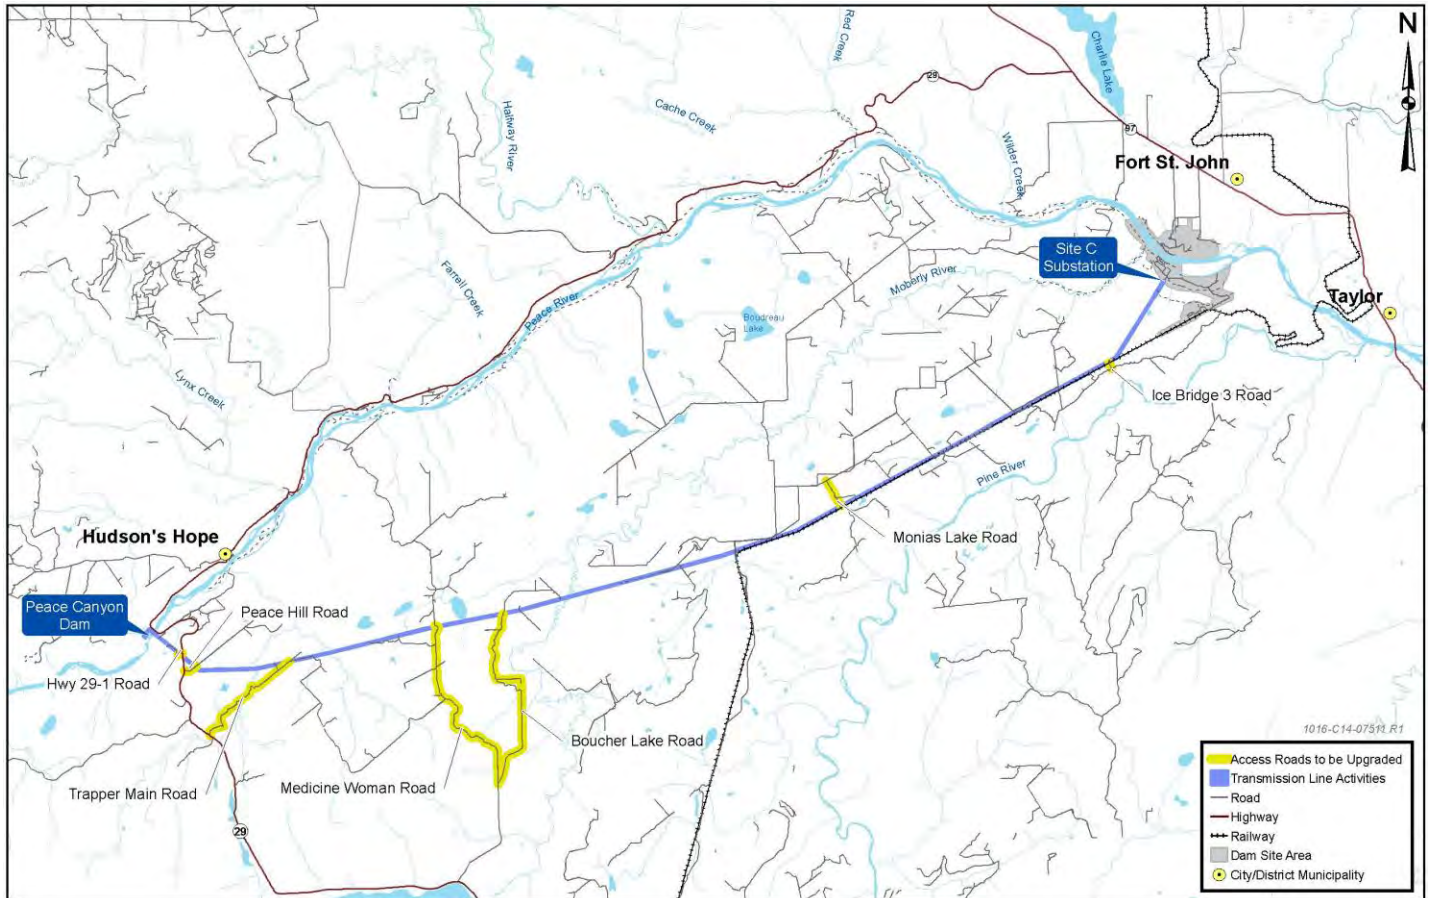 N
Red Creek
Charlie Lake
29
Halfway River
Cache Creek
Wilder Creek
97
Fort St. John
Site C
Substation
Moberly River
Farrell Creek
Peace River
Taylor
Boudreau
Lake
Lynx Creek
Ice Bridge 3 Road
Pine River
Hudson's Hope
Monias Lake Road
Peace Canyon
Dam
Peace Hill Road
Hwy 29-1 Road
Boucher Lake Road
1016-C14-07511 R1
Trapper Main Road
Medicine Woman Road
29
Access Roads to be Upgraded
Transmission Line Activities
Road
Highway
Railway
Dam Site Area
City/District Municipality